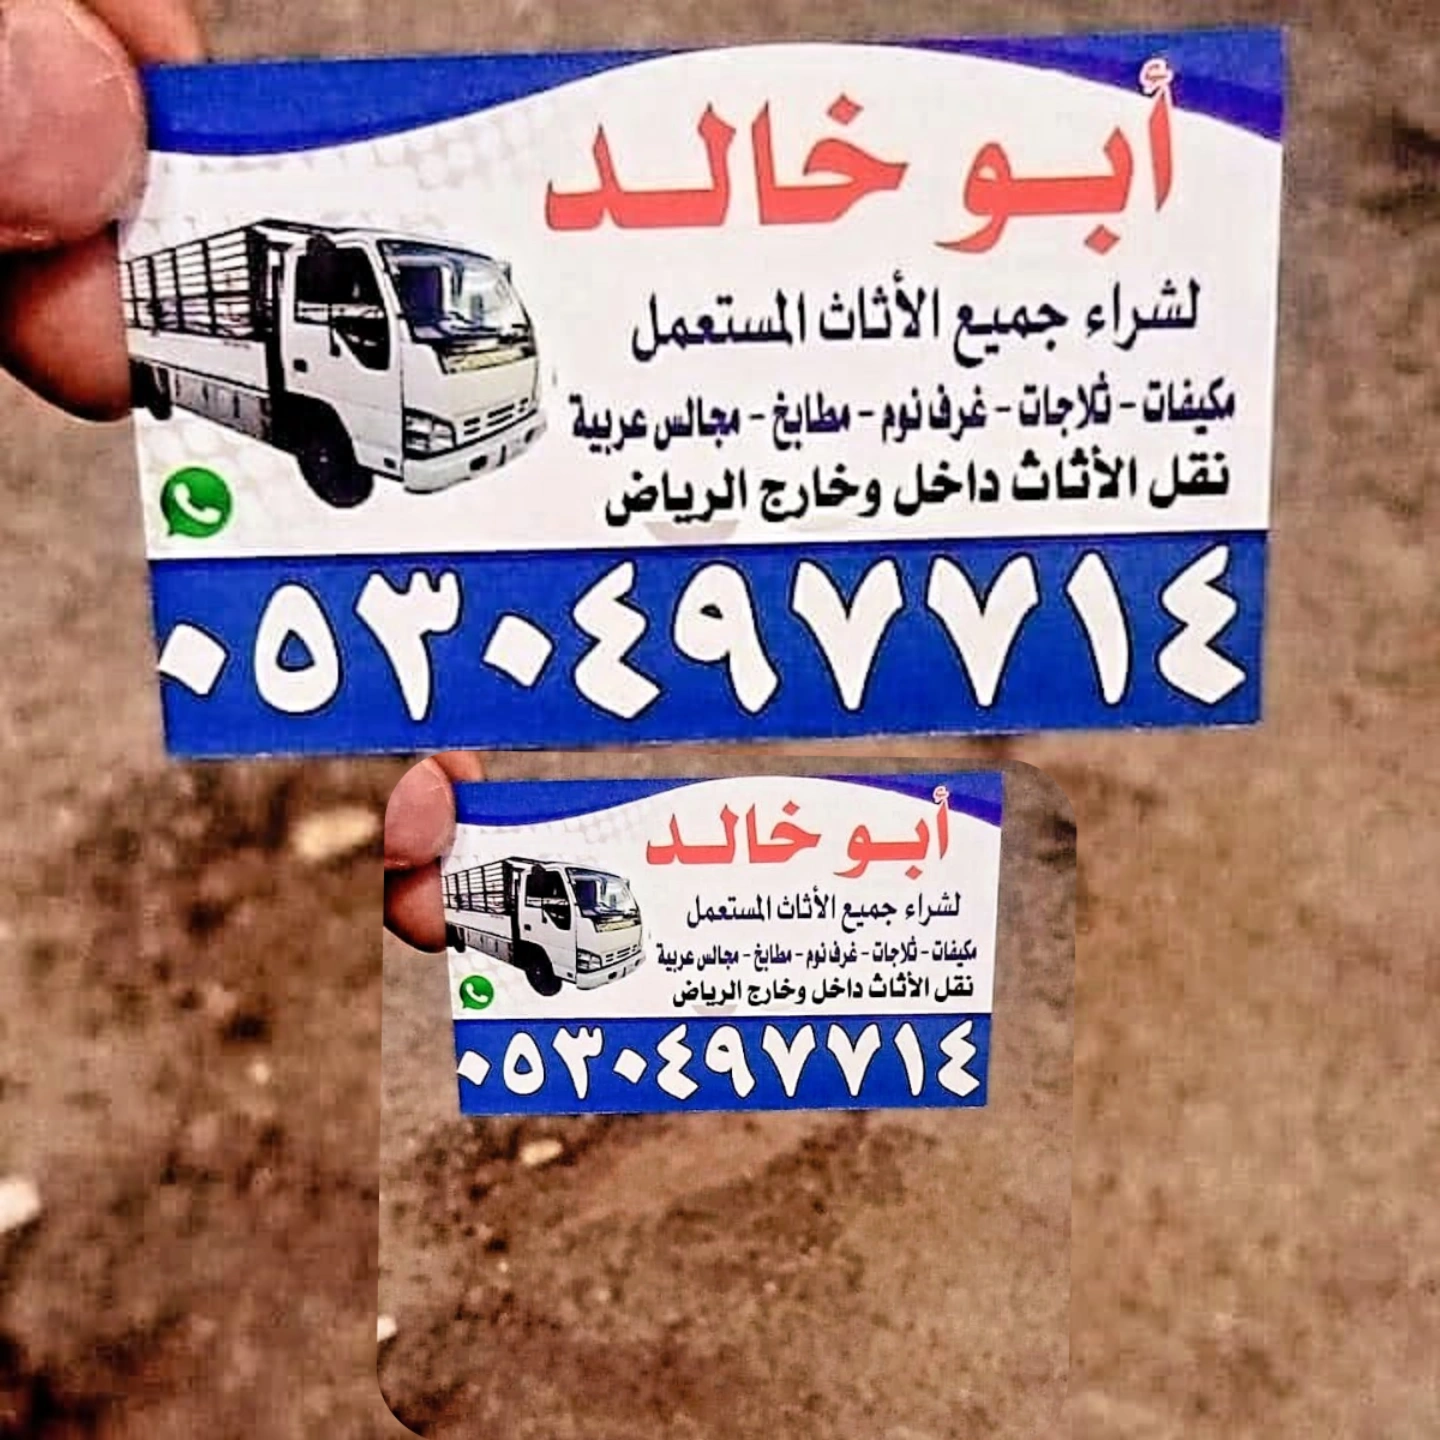 أبو خالد
لشراء جميع الأثاث المستعمل
مكيفات - ثلاجات - غرف نوم - مطابخ - مجالس عربية
نقل الأثاث داخل وخارج الرياض
٠٥٣٠٤٩٧٧١٤
أبو خالد
لشراء جميع الأثاث المستعمل
مكيفات - ثلاجات - غرف نوم - مطابخ - مجالس عربية
نقل الأثاث داخل وخارج الرياض
٠٥٣٠٤٩٧٧١٤